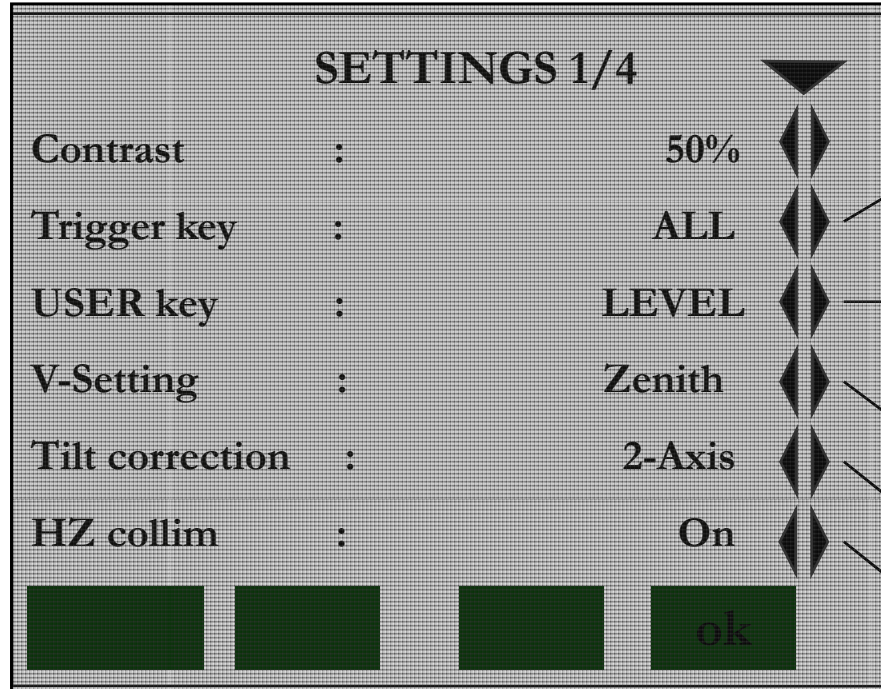 SETTINGS 1/4
Contrast : 50%
Trigger key : ALL
USER key : LEVEL
V-Setting : Zenith
Tilt correction : 2-Axis
HZ collim : On
ok